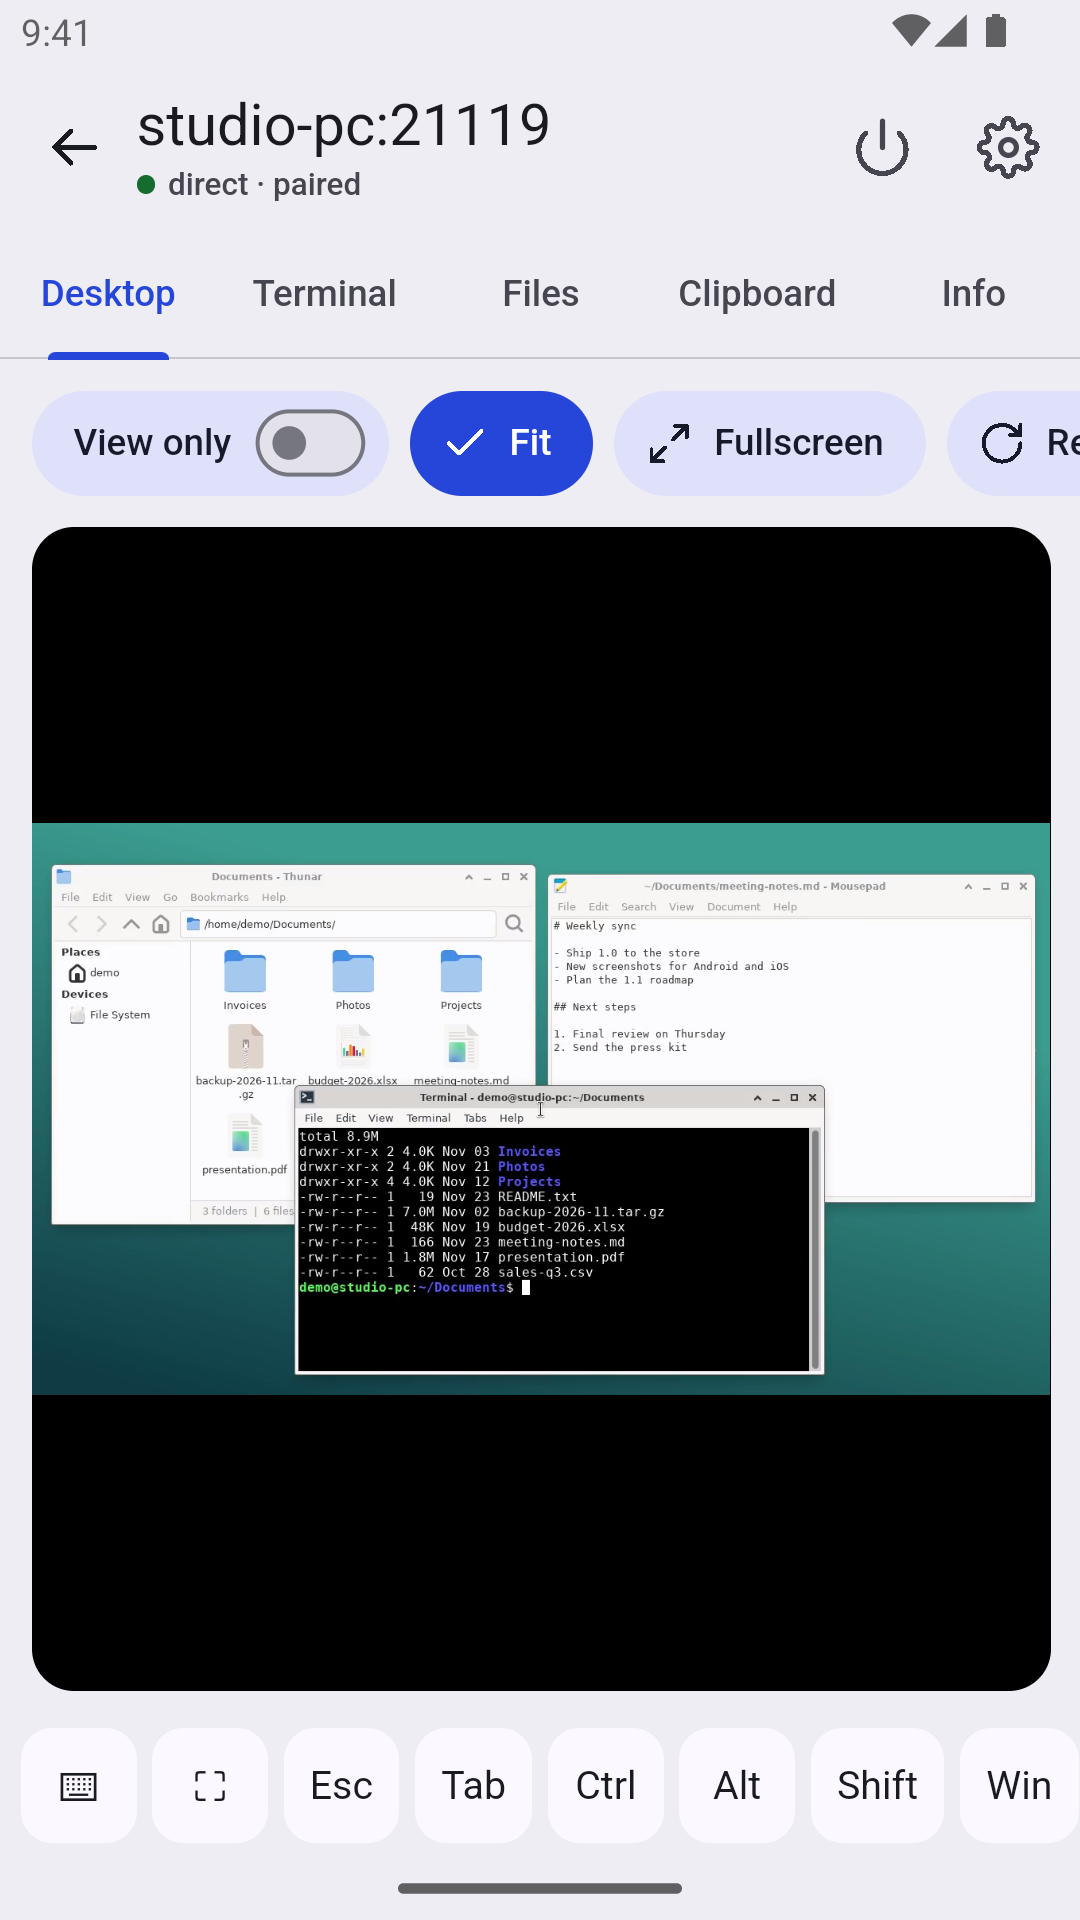 9:41
studio-pc:21119
direct · paired
Desktop Terminal Files Clipboard Info
View only Fit Fullscreen Re
Documents - Thunar
File Edit View Go Bookmarks Help
/home/demo/Documents/
Places
demo
Devices
File System
Invoices Photos Projects
backup-2026-11.tar
.gz
budget-2026.xlsx
meeting-notes.md
presentation.pdf
3 folders | 6 files
~/Documents/meeting-notes.md - Mousepad
File Edit Search View Document Help
# Weekly sync
- Ship 1.0 to the store
- New screenshots for Android and iOS
- Plan the 1.1 roadmap
## Next steps
1. Final review on Thursday
2. Send the press kit
Terminal - demo@studio-pc:~/Documents
File Edit View Terminal Tabs Help
total 8.9M
drwxr-xr-x 2 4.0K Nov 03 Invoices
drwxr-xr-x 2 4.0K Nov 21 Photos
drwxr-xr-x 4 4.0K Nov 12 Projects
-rw-r--r-- 1 19 Nov 23 README.txt
-rw-r--r-- 1 7.0M Nov 02 backup-2026-11.tar.gz
-rw-r--r-- 1 48K Nov 19 budget-2026.xlsx
-rw-r--r-- 1 166 Nov 23 meeting-notes.md
-rw-r--r-- 1 1.8M Nov 17 presentation.pdf
-rw-r--r-- 1 62 Oct 28 sales-q3.csv
demo@studio-pc:~/Documents$
Esc Tab Ctrl Alt Shift Win